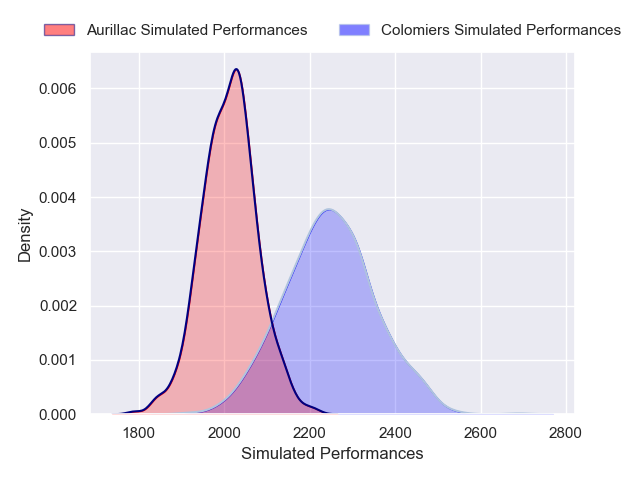 Aurillac Simulated Performances
Colomiers Simulated Performances
0.006
0.005
0.004
0.003
0.002
0.001
0.000
Density
1800 2000 2200 2400 2600 2800
Simulated Performances